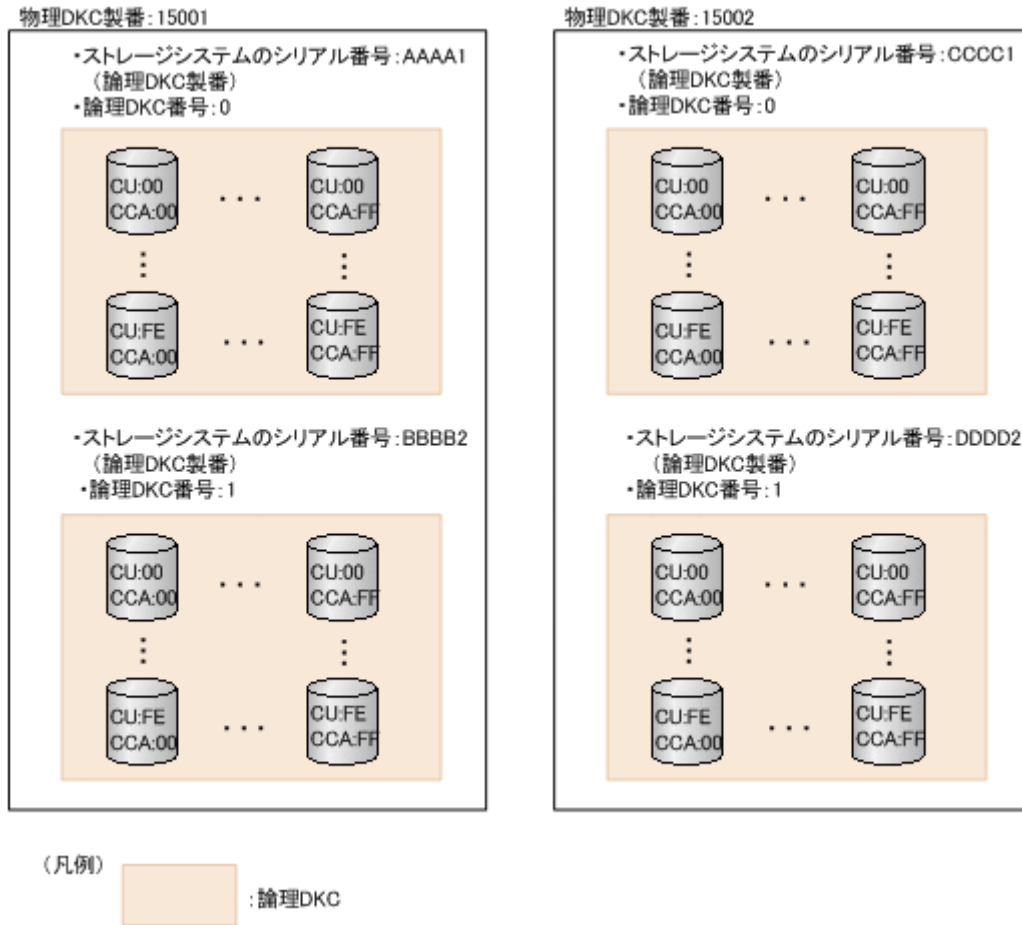 物理DKC製番:15001
・ストレージシステムのシリアル番号:AAAA1
(論理DKC製番)
・論理DKC番号:0
CU:00
CCA:00
・・・
CU:00
CCA:FF
CU:FE
CCA:00
・・・
CU:FE
CCA:FF
・ストレージシステムのシリアル番号:BBBB2
(論理DKC製番)
・論理DKC番号:1
CU:00
CCA:00
・・・
CU:00
CCA:FF
CU:FE
CCA:00
・・・
CU:FE
CCA:FF
物理DKC製番:15002
・ストレージシステムのシリアル番号:CCCC1
(論理DKC製番)
・論理DKC番号:0
CU:00
CCA:00
・・・
CU:00
CCA:FF
CU:FE
CCA:00
・・・
CU:FE
CCA:FF
・ストレージシステムのシリアル番号:DDDD2
(論理DKC製番)
・論理DKC番号:1
CU:00
CCA:00
・・・
CU:00
CCA:FF
CU:FE
CCA:00
・・・
CU:FE
CCA:FF
(凡例)
:論理DKC